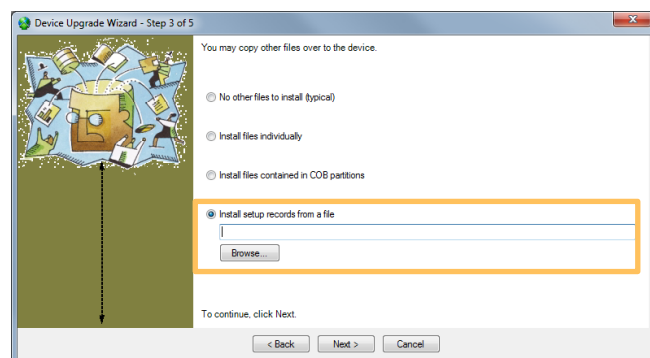 Device Upgrade Wizard - Step 3 of 5
You may copy other files over to the device.
No other files to install (typical)
Install files individually
Install files contained in COB partitions
Install setup records from a file
Browse...
To continue, click Next.
< Back Next > Cancel